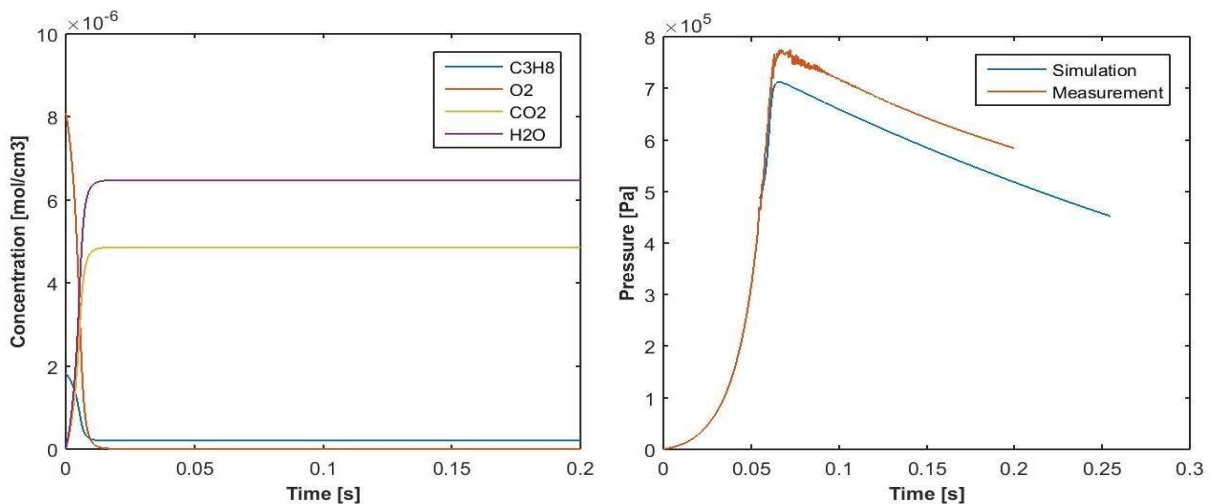 ×10⁻⁶
10
8
6
4
2
0
0
0.05
0.1
0.15
0.2
Concentration [mol/cm3]
Time [s]
C3H8
O2
CO2
H2O
×10⁵
8
7
6
5
4
3
2
1
0
0
0.05
0.1
0.15
0.2
0.25
0.3
Pressure [Pa]
Time [s]
Simulation
Measurement